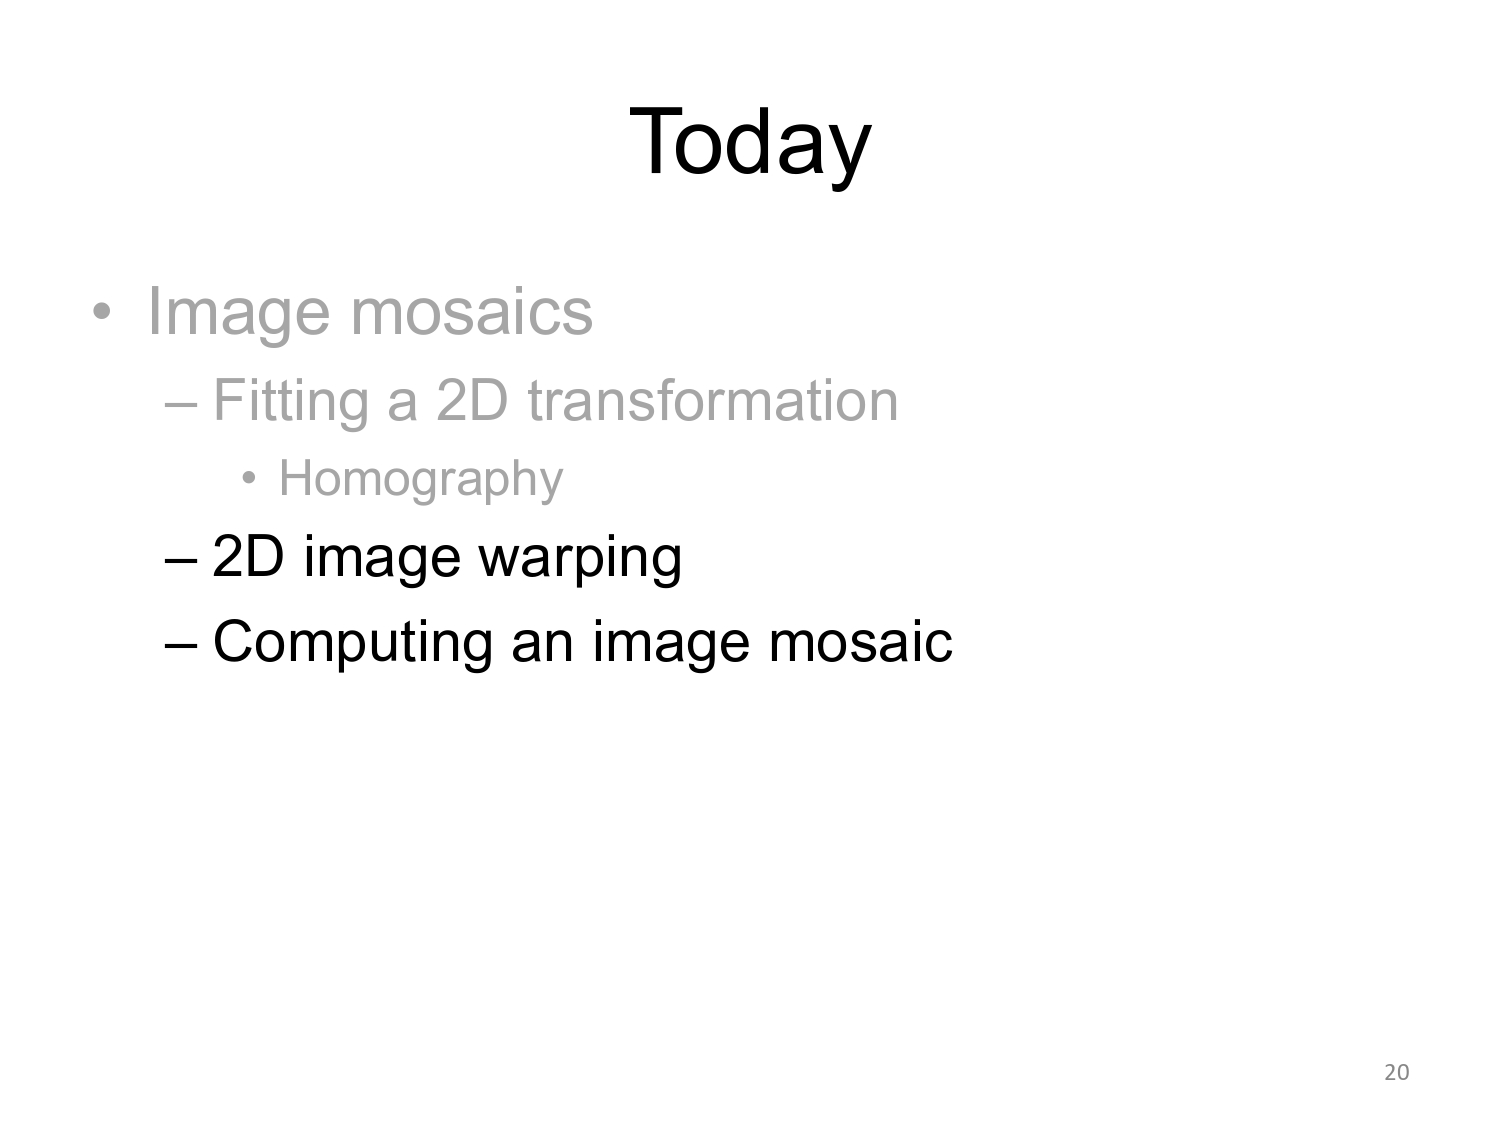 Today
• Image mosaics
– Fitting a 2D transformation
• Homography
– 2D image warping
– Computing an image mosaic
20